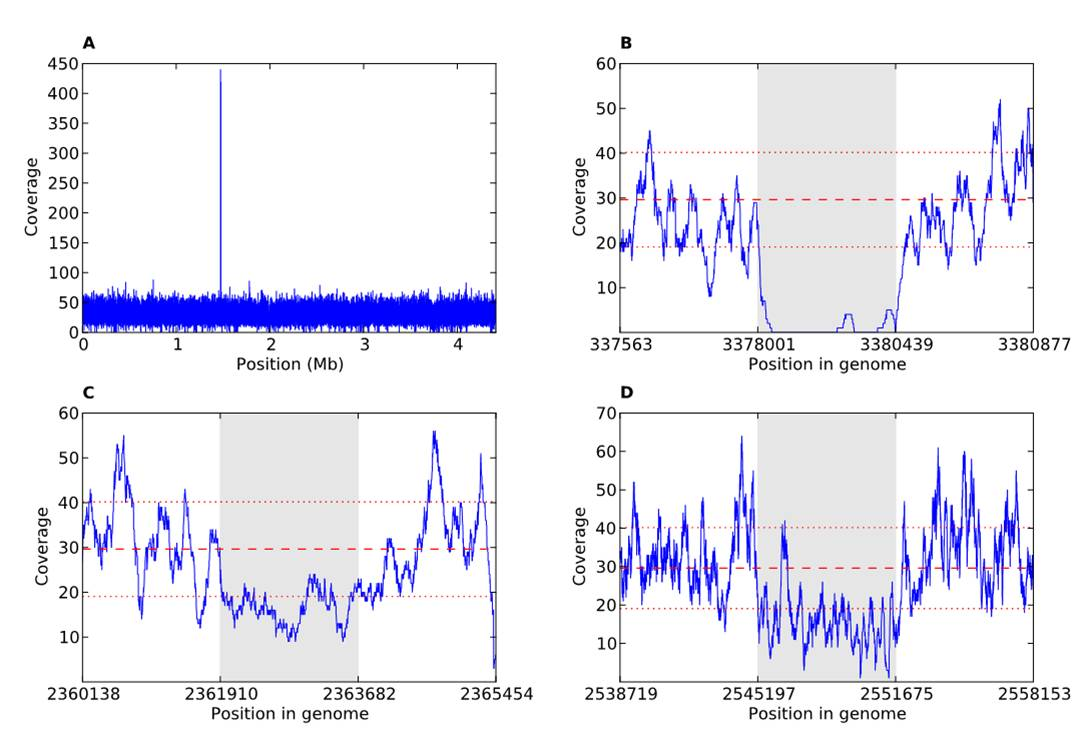 A
450
400
350
300
250
200
150
100
50
0
Coverage
0 1 2 3 4
Position (Mb)
B
60
50
40
30
20
10
Coverage
337563 3378001 3380439 3380877
Position in genome
C
60
50
40
30
20
10
Coverage
2360138 2361910 2363682 2365454
Position in genome
D
70
60
50
40
30
20
10
Coverage
2538719 2545197 2551675 2558153
Position in genome